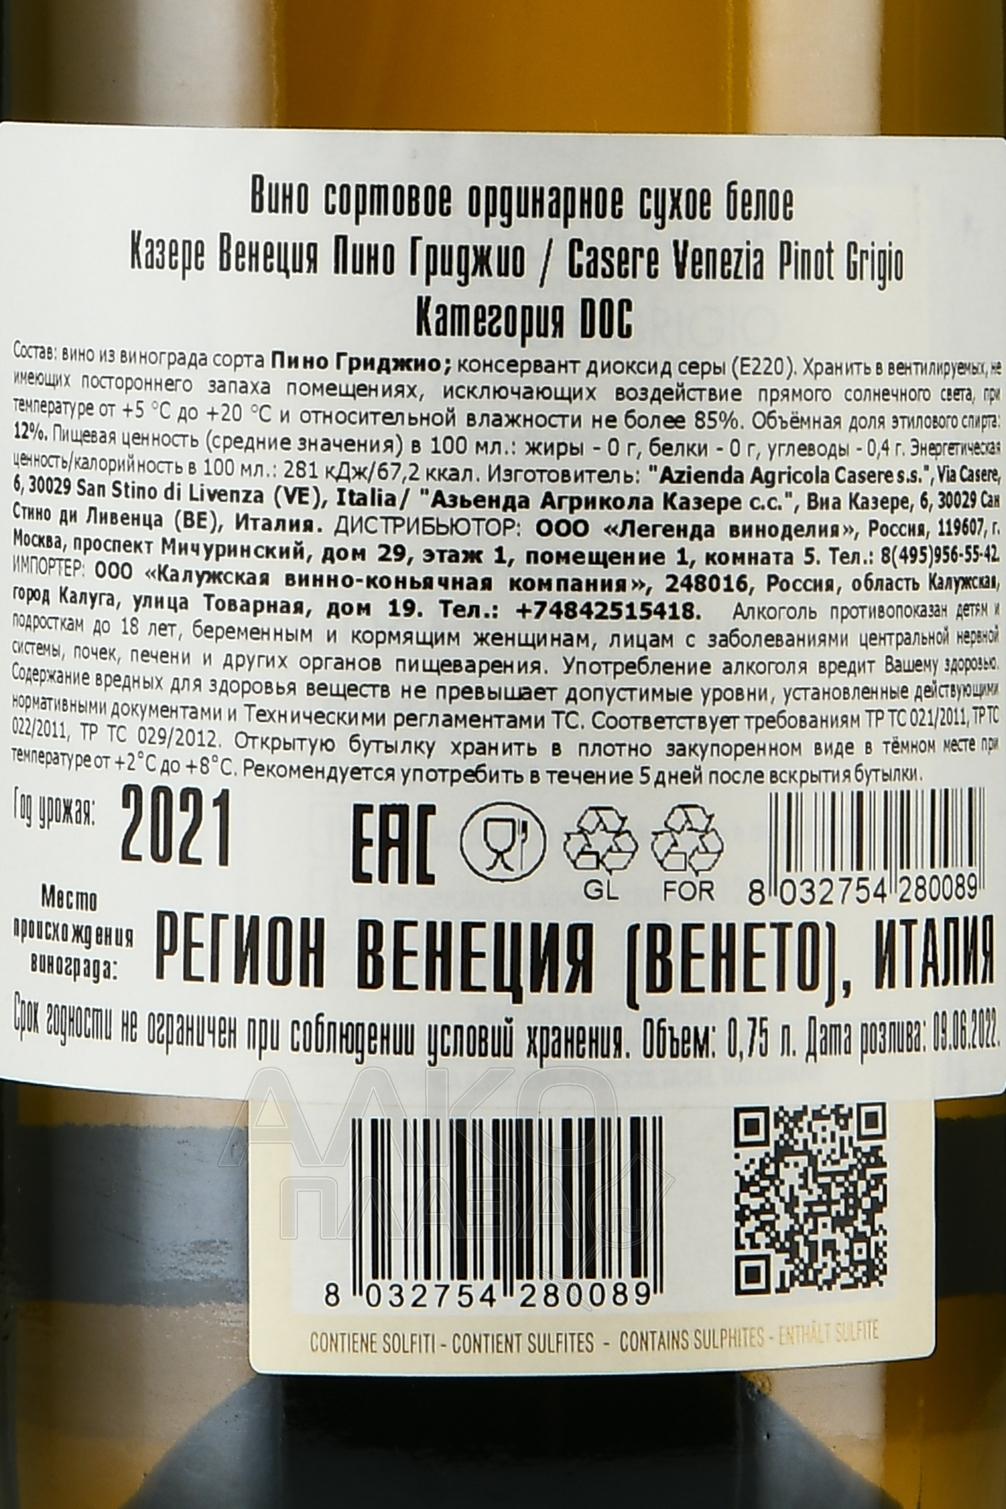 Вино сортовое ординарное сухое белое
Казере Венеция Пино Гриджио / Casere Venezia Pinot Grigio
Категория DOC
Состав: вино из винограда сорта Пино Гриджио; консервант диоксид серы (Е220). Хранить в вентилируемых, не
имеющих постороннего запаха помещениях, исключающих воздействие прямого солнечного света, при
температуре от +5 °С до +20 °С и относительной влажности не более 85%. Объёмная доля этилового спирта:
12%. Пищевая ценность (средние значения) в 100 мл.: жиры - 0 г, белки - 0 г, углеводы - 0,4 г. Энергетическая
ценность/калорийность в 100 мл.: 281 кДж/67,2 ккал. Изготовитель: "Azienda Agricola Casere s.s.", Via Casere,
6, 30029 San Stino di Livenza (VE), Italia/ "Азьенда Агрикола Казере с.с.", Виа Казере, 6, 30029 Сан
Стино ди Ливенца (ВЕ), Италия. ДИСТРИБЬЮТОР: ООО «Легенда виноделия», Россия, 119607, г.
Москва, проспект Мичуринский, дом 29, этаж 1, помещение 1, комната 5. Тел.: 8(495)956-55-42.
ИМПОРТЕР: ООО «Калужская винно-коньячная компания», 248016, Россия, область Калужская,
город Калуга, улица Товарная, дом 19. Тел.: +74842515418. Алкоголь противопоказан детям и
подросткам до 18 лет, беременным и кормящим женщинам, лицам с заболеваниями центральной нервной
системы, почек, печени и других органов пищеварения. Употребление алкоголя вредит Вашему здоровью.
Содержание вредных для здоровья веществ не превышает допустимые уровни, установленные действующими
нормативными документами и Техническими регламентами ТС. Соответствует требованиям ТР ТС 021/2011, ТР ТС
022/2011, ТР ТС 029/2012. Открытую бутылку хранить в плотно закупоренном виде в тёмном месте при
температуре от +2°С до +8°С. Рекомендуется употребить в течение 5 дней после вскрытия бутылки.
Год урожая: 2021
EAC
GL FOR
8 032754 280089
Место
происхождения
винограда:
РЕГИОН ВЕНЕЦИЯ (ВЕНЕТО), ИТАЛИЯ
Срок годности не ограничен при соблюдении условий хранения. Объем: 0,75 л. Дата розлива: 09.06.2022.
АЛКО
ПЛАЗА
8 032754 280089
CONTIENE SOLFITI - CONTIENT SULFITES - CONTAINS SULPHITES - ENTHÄLT SULFITE